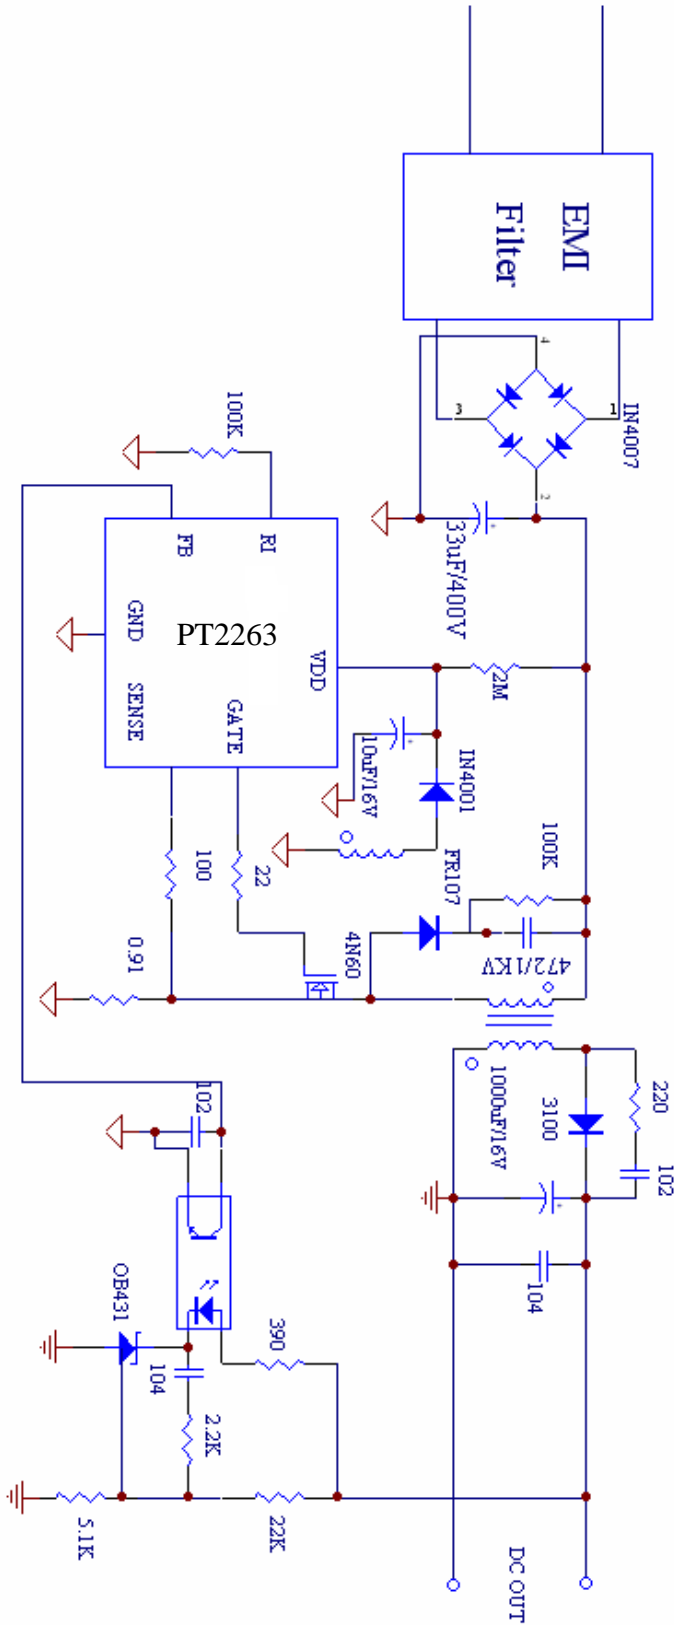 EMI
Filter
4
3
1
2
IN4007
33uF/400V
100K
RI
FB
GND
PT2263
SENSE
GATE
VDD
2M
10uF/16V
IN4001
100
22
FR107
100K
472/1KV
0.91
4N60
1000uF/16V
3100
220
102
104
102
OB431
104
390
2.2K
5.1K
22K
DC OUT